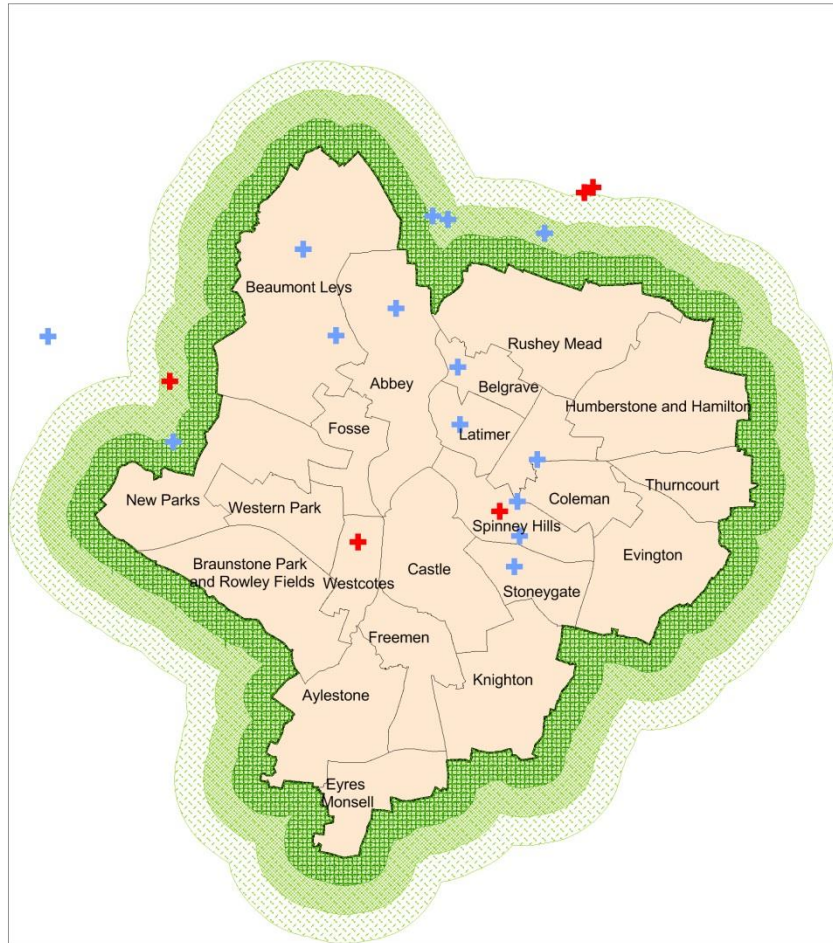 Beaumont Leys
Rushey Mead
Abbey
Belgrave
Humberstone and Hamilton
Fosse
Latimer
Thurncourt
New Parks
Western Park
Coleman
Spinney Hills
Evington
Braunstone Park
and Rowley Fields
Westcotes
Castle
Stoneygate
Freemen
Knighton
Aylestone
Eyres
Monsell